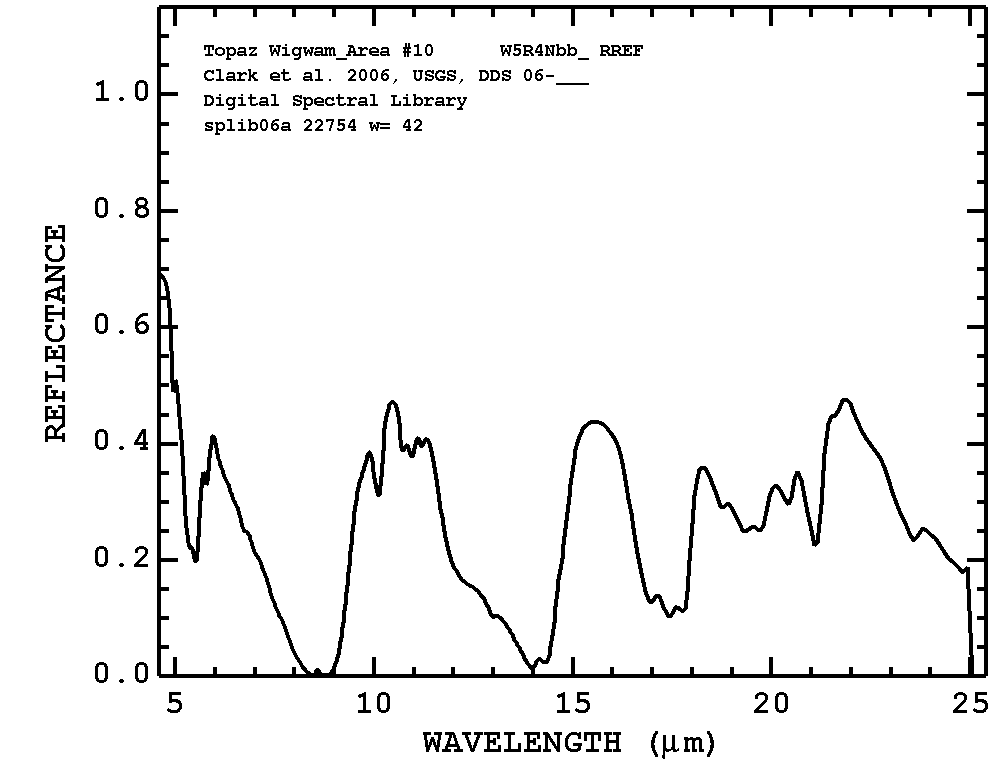 Topaz Wigwam_Area #10 W5R4Nbb_ RREF
Clark et al. 2006, USGS, DDS 06-___
Digital Spectral Library
splib06a 22754 w= 42
1.0
0.8
0.6
0.4
0.2
0.0
REFLECTANCE
5 10 15 20 25
WAVELENGTH (μm)